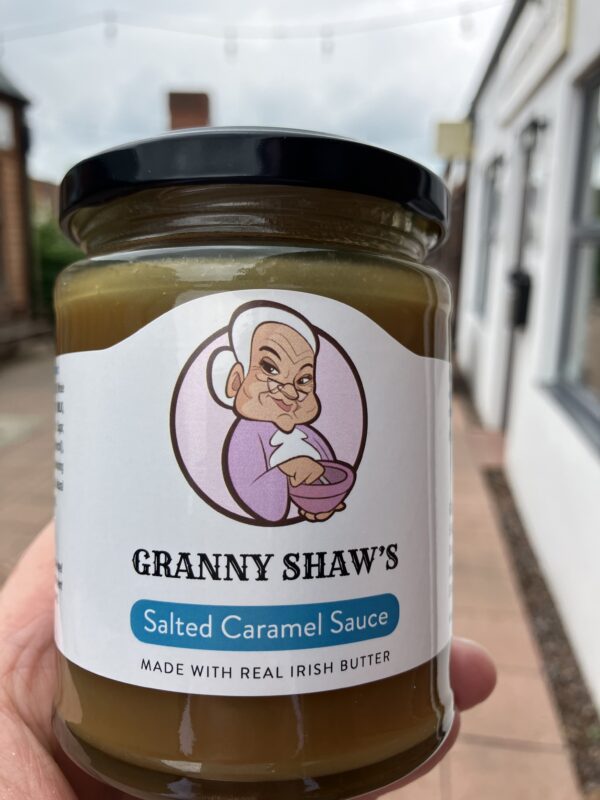 GRANNY SHAW'S
Salted Caramel Sauce
MADE WITH REAL IRISH BUTTER